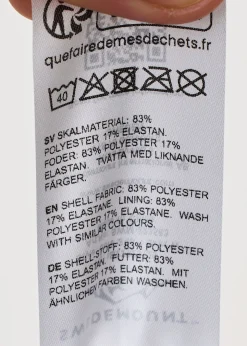 quefairedemesdechets.fr
40
SV SKALMATERIAL: 83%
POLYESTER 17% ELASTAN.
FODER: 83% POLYESTER 17%
ELASTAN. TVÄTTA MED LIKNANDE
FÄRGER.
EN SHELL FABRIC: 83% POLYESTER
17% ELASTANE. LINING: 83%
POLYESTER 17% ELASTANE. WASH
WITH SIMILAR COLOURS.
DE SHELL-STOFF: 83% POLYESTER
17% ELASTAN. FUTTER: 83%
POLYESTER 17% ELASTAN. MIT
ÄHNLICHEN FARBEN WASCHEN.